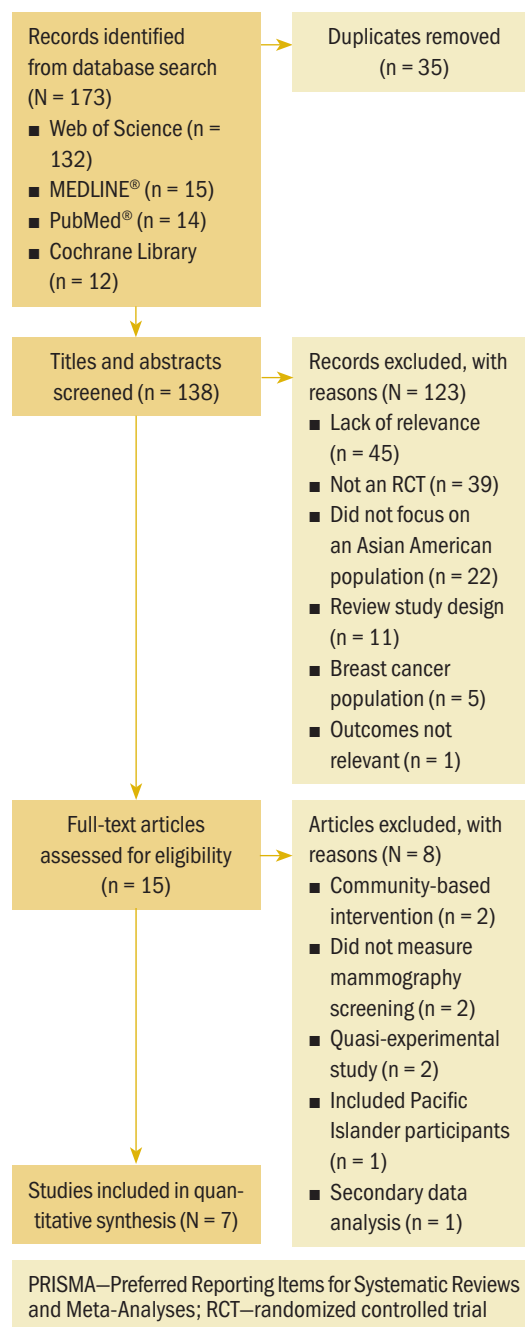 Records identified
from database search
(N = 173)
■ Web of Science (n =
132)
■ MEDLINE® (n = 15)
■ PubMed® (n = 14)
■ Cochrane Library
(n = 12)
Duplicates removed
(n = 35)
Titles and abstracts
screened (n = 138)
Records excluded, with
reasons (N = 123)
■ Lack of relevance
(n = 45)
■ Not an RCT (n = 39)
■ Did not focus on
an Asian American
population (n = 22)
■ Review study design
(n = 11)
■ Breast cancer
population (n = 5)
■ Outcomes not
relevant (n = 1)
Full-text articles
assessed for eligibility
(n = 15)
Articles excluded, with
reasons (N = 8)
■ Community-based
intervention (n = 2)
■ Did not measure
mammography
screening (n = 2)
■ Quasi-experimental
study (n = 2)
■ Included Pacific
Islander participants
(n = 1)
■ Secondary data
analysis (n = 1)
Studies included in quan-
titative synthesis (N = 7)
PRISMA—Preferred Reporting Items for Systematic Reviews
and Meta-Analyses; RCT—randomized controlled trial